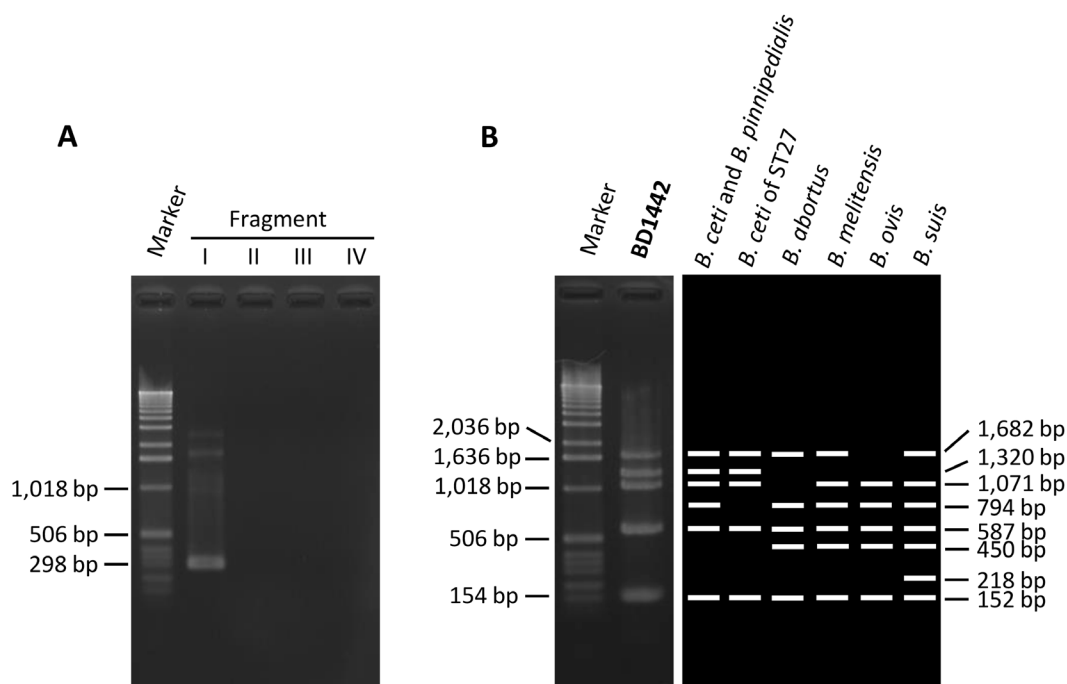 A
Marker
Fragment
I II III IV
1,018 bp
506 bp
298 bp
B
Marker
BD1442
B. ceti and B. pinnipedialis
B. ceti of ST27
B. abortus
B. melitensis
B. ovis
B. suis
2,036 bp
1,636 bp
1,018 bp
506 bp
154 bp
1,682 bp
1,320 bp
1,071 bp
794 bp
587 bp
450 bp
218 bp
152 bp